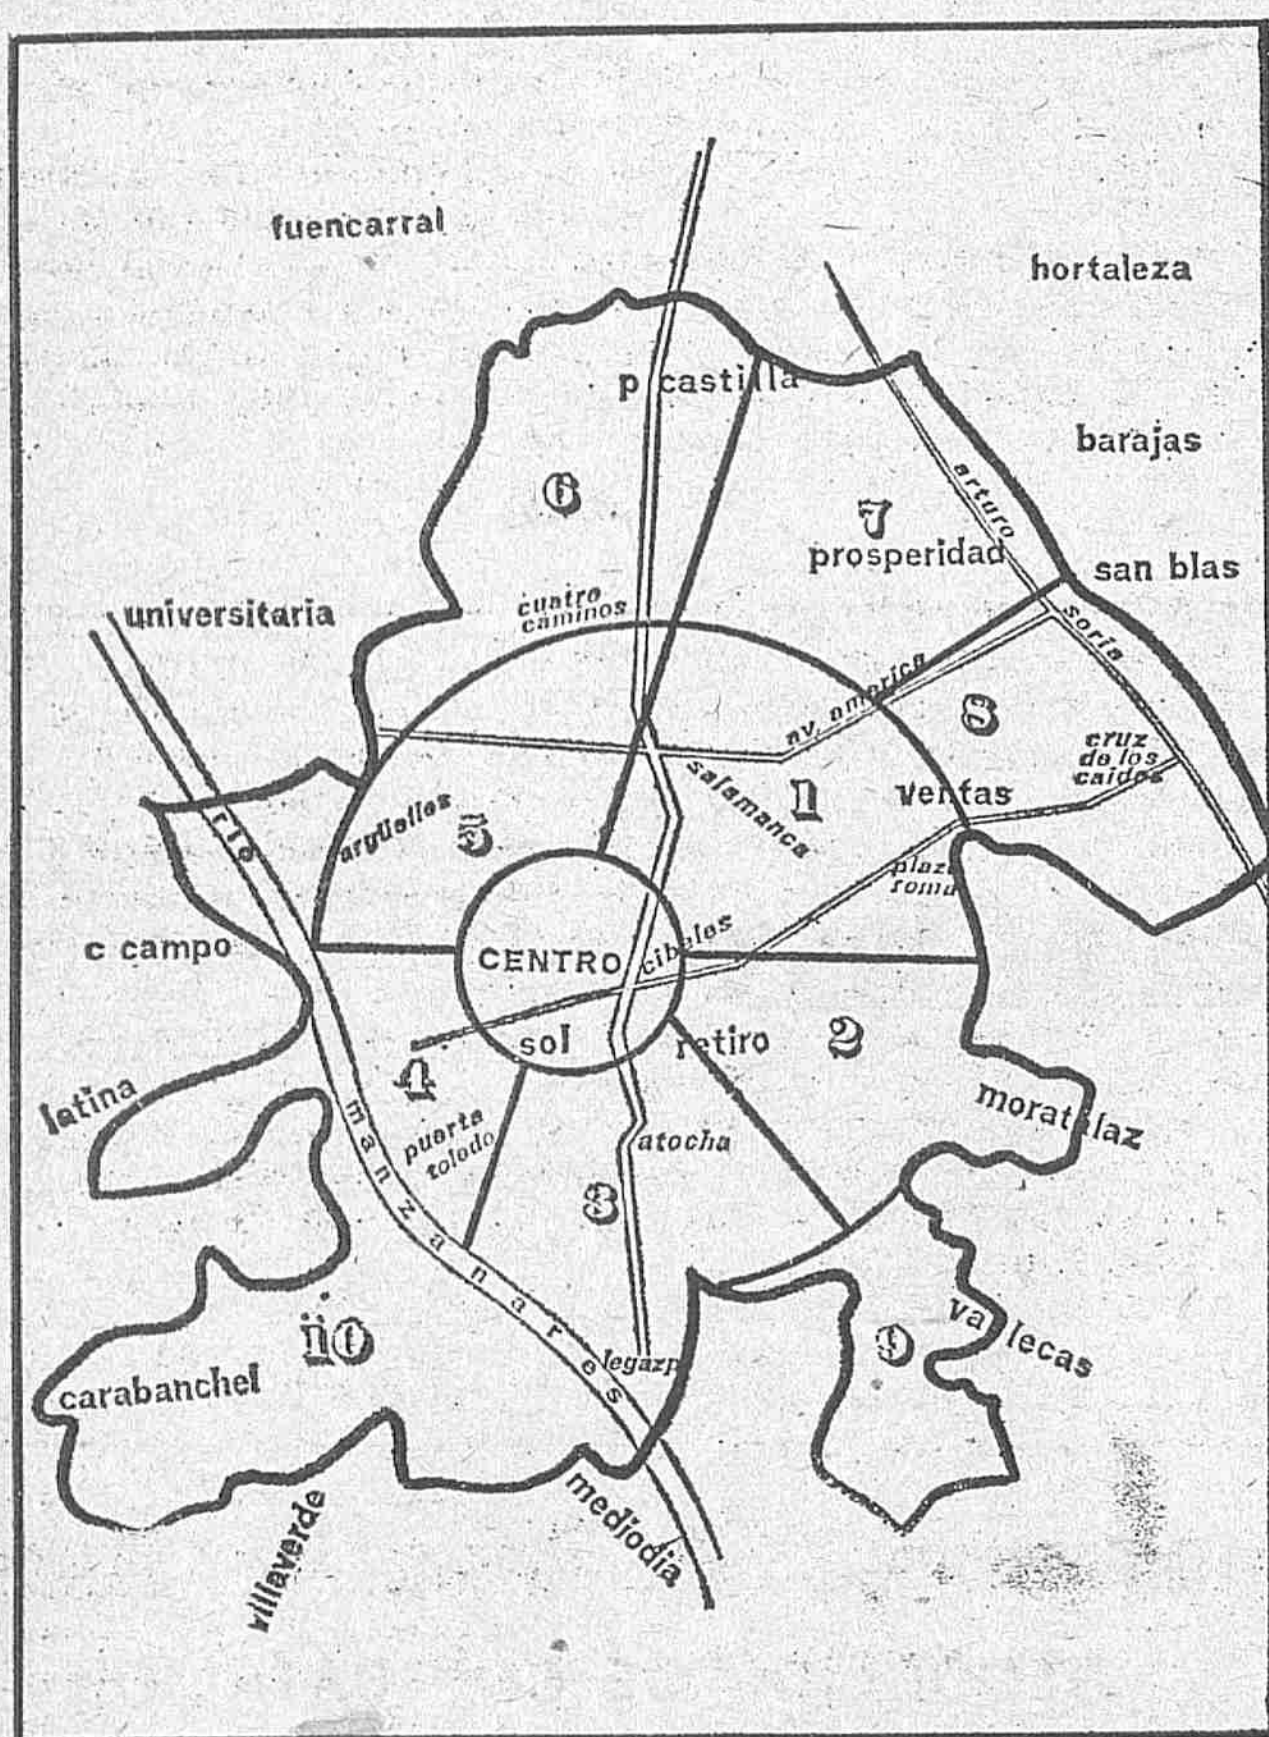 fuencarral
hortaleza
p castilla
barajas
6
arturo
7
prosperidad
san blas
cuatro
caminos
universitaria
soria
av. america
8
cruz
de los
caidos
salamanca
1
ventas
argüelles
5
rio
plaza
roma
c campo
CENTRO
cibeles
sol
retiro
2
4
latina
puerta
toledo
manzanares
atocha
moratalaz
3
vallecas
9
10
legazpi
carabanchel
villaverde
mediodia